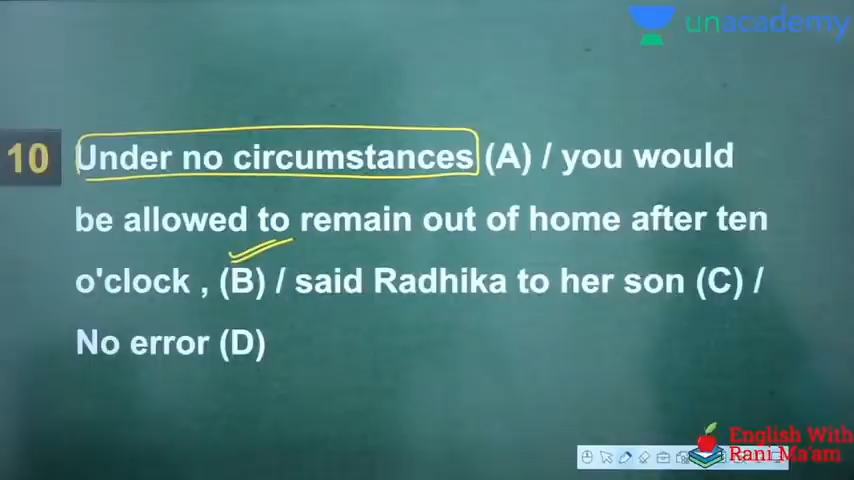 unacademy
10
Under no circumstances (A) / you would
be allowed to remain out of home after ten
o'clock , (B) / said Radhika to her son (C) /
No error (D)
English With
Rani Ma'am